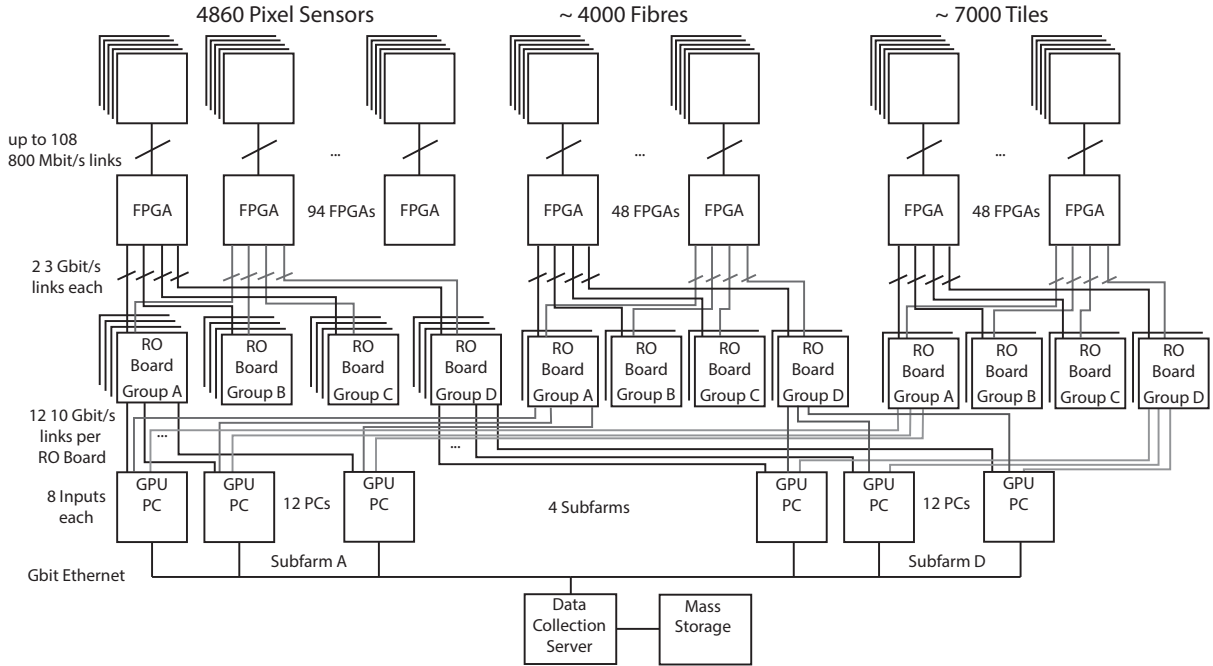 4860 Pixel Sensors
~ 4000 Fibres
~ 7000 Tiles
up to 108
800 Mbit/s links
...
...
...
FPGA
FPGA
94 FPGAs
FPGA
FPGA
48 FPGAs
FPGA
FPGA
48 FPGAs
FPGA
2 3 Gbit/s
links each
RO
Board
Group A
RO
Board
Group B
RO
Board
Group C
RO
Board
Group D
RO
Board
Group A
RO
Board
Group B
RO
Board
Group C
RO
Board
Group D
RO
Board
Group A
RO
Board
Group B
RO
Board
Group C
RO
Board
Group D
12 10 Gbit/s
links per
RO Board
...
...
8 Inputs
each
GPU
PC
GPU
PC
12 PCs
GPU
PC
4 Subfarms
GPU
PC
GPU
PC
12 PCs
GPU
PC
Subfarm A
Subfarm D
Gbit Ethernet
Data
Collection
Server
Mass
Storage